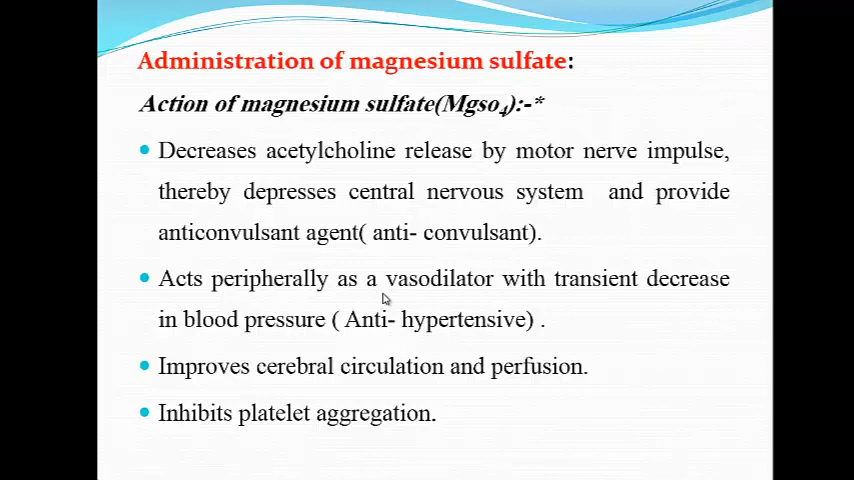 Administration of magnesium sulfate:
Action of magnesium sulfate(Mgso₄):-*
• Decreases acetylcholine release by motor nerve impulse,
thereby depresses central nervous system and provide
anticonvulsant agent( anti- convulsant).
• Acts peripherally as a vasodilator with transient decrease
in blood pressure ( Anti- hypertensive) .
• Improves cerebral circulation and perfusion.
• Inhibits platelet aggregation.